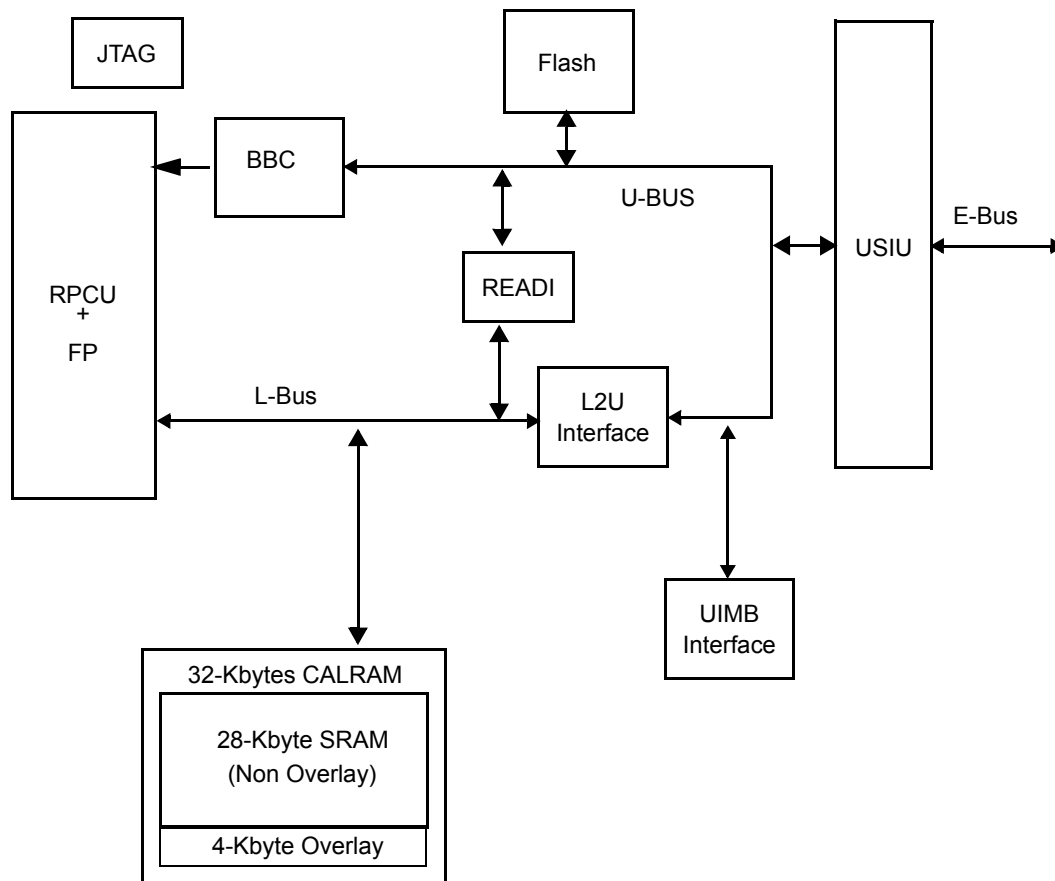 JTAG
Flash
BBC
U-BUS
E-Bus
USIU
READI
RPCU
+
FP
L-Bus
L2U
Interface
UIMB
Interface
32-Kbytes CALRAM
28-Kbyte SRAM
(Non Overlay)
4-Kbyte Overlay